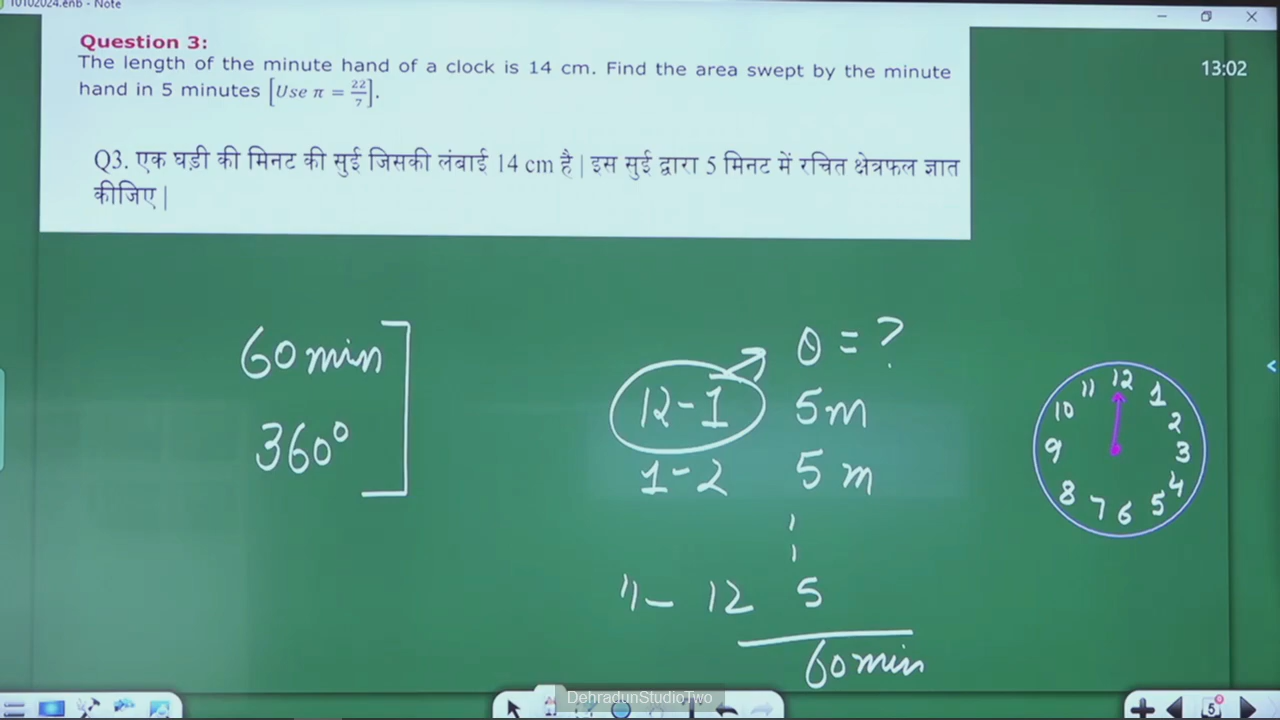 10102024.enb - Note
Question 3:
The length of the minute hand of a clock is 14 cm. Find the area swept by the minute
hand in 5 minutes [Use π = 22/7].
13:02
Q3. एक घड़ी की मिनट की सुई जिसकी लंबाई 14 cm है | इस सुई द्वारा 5 मिनट में रचित क्षेत्रफल ज्ञात
कीजिए |
60 min
360°
θ = ?
12-1 5m
1-2 5 m
11- 12 5
60 min
12
11 1
10 2
9 3
8 4
7 6 5
DehradunStudioTwo
5